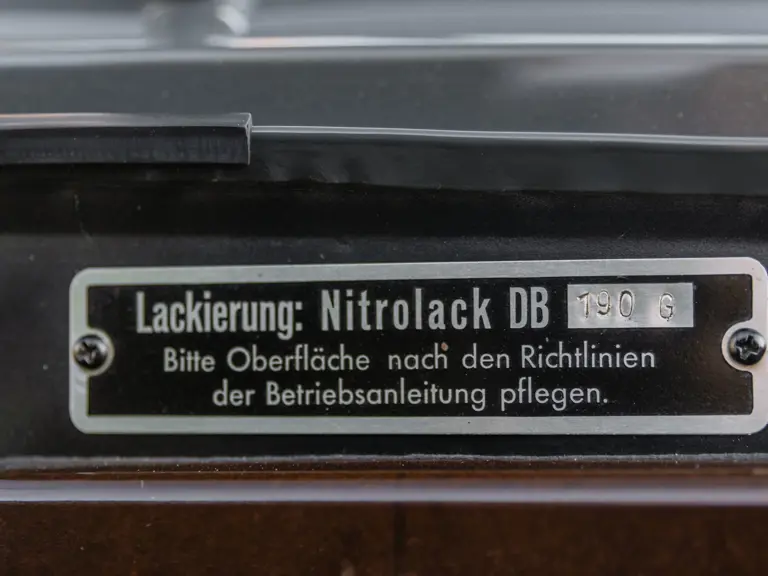 Lackierung: Nitrolack DB 190 G
Bitte Oberfläche nach den Richtlinien
der Betriebsanleitung pflegen.